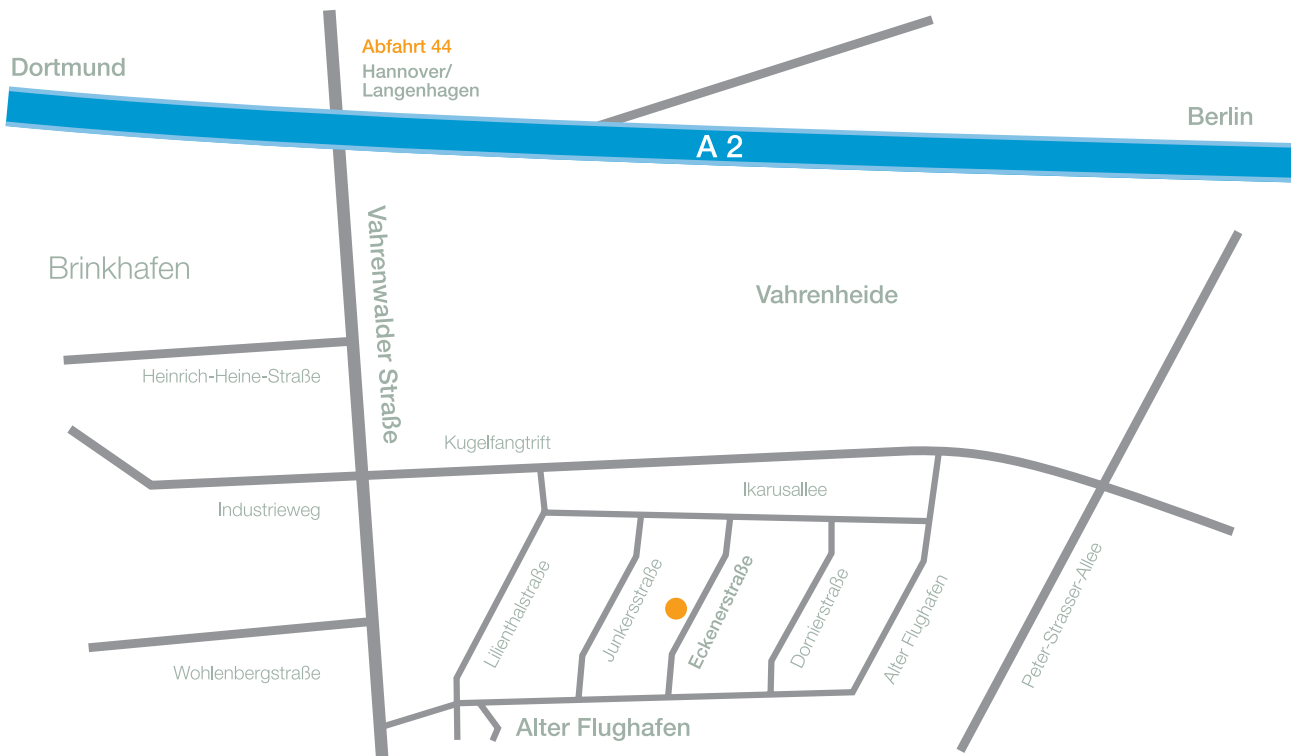 Abfahrt 44
Hannover/
Langenhagen
Dortmund
Berlin
A 2
Vahrenwalder Straße
Brinkhafen
Vahrenheide
Heinrich-Heine-Straße
Kugelfangtrift
Ikarusallee
Industrieweg
Lilienthalstraße
Junkersstraße
Eckenerstraße
Dornierstraße
Alter Flughafen
Peter-Strasser-Allee
Wohlenbergstraße
Alter Flughafen